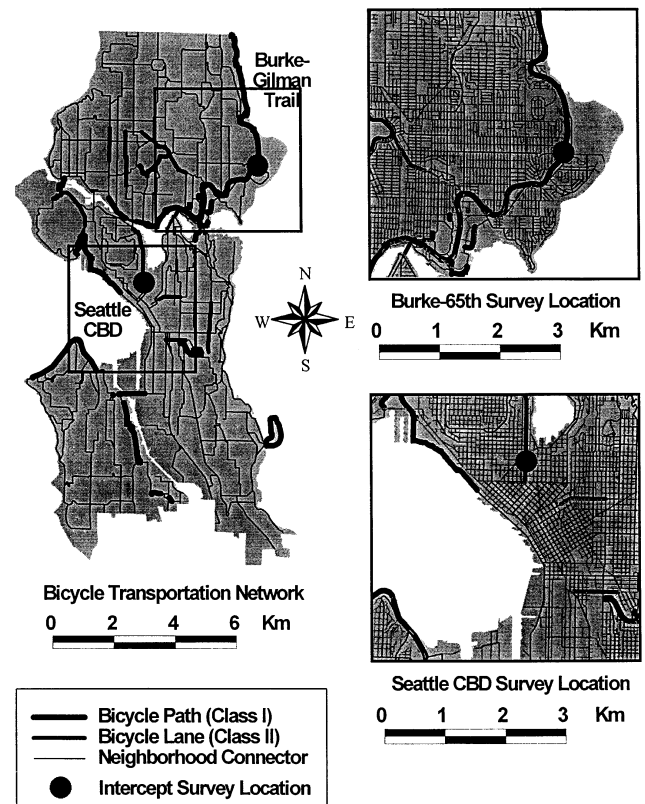 Burke-
Gilman
Trail
Seattle
CBD
N
W
E
S
Burke-65th Survey Location
0 1 2 3 Km
Bicycle Transportation Network
0 2 4 6 Km
Seattle CBD Survey Location
0 1 2 3 Km
Bicycle Path (Class I)
Bicycle Lane (Class II)
Neighborhood Connector
Intercept Survey Location